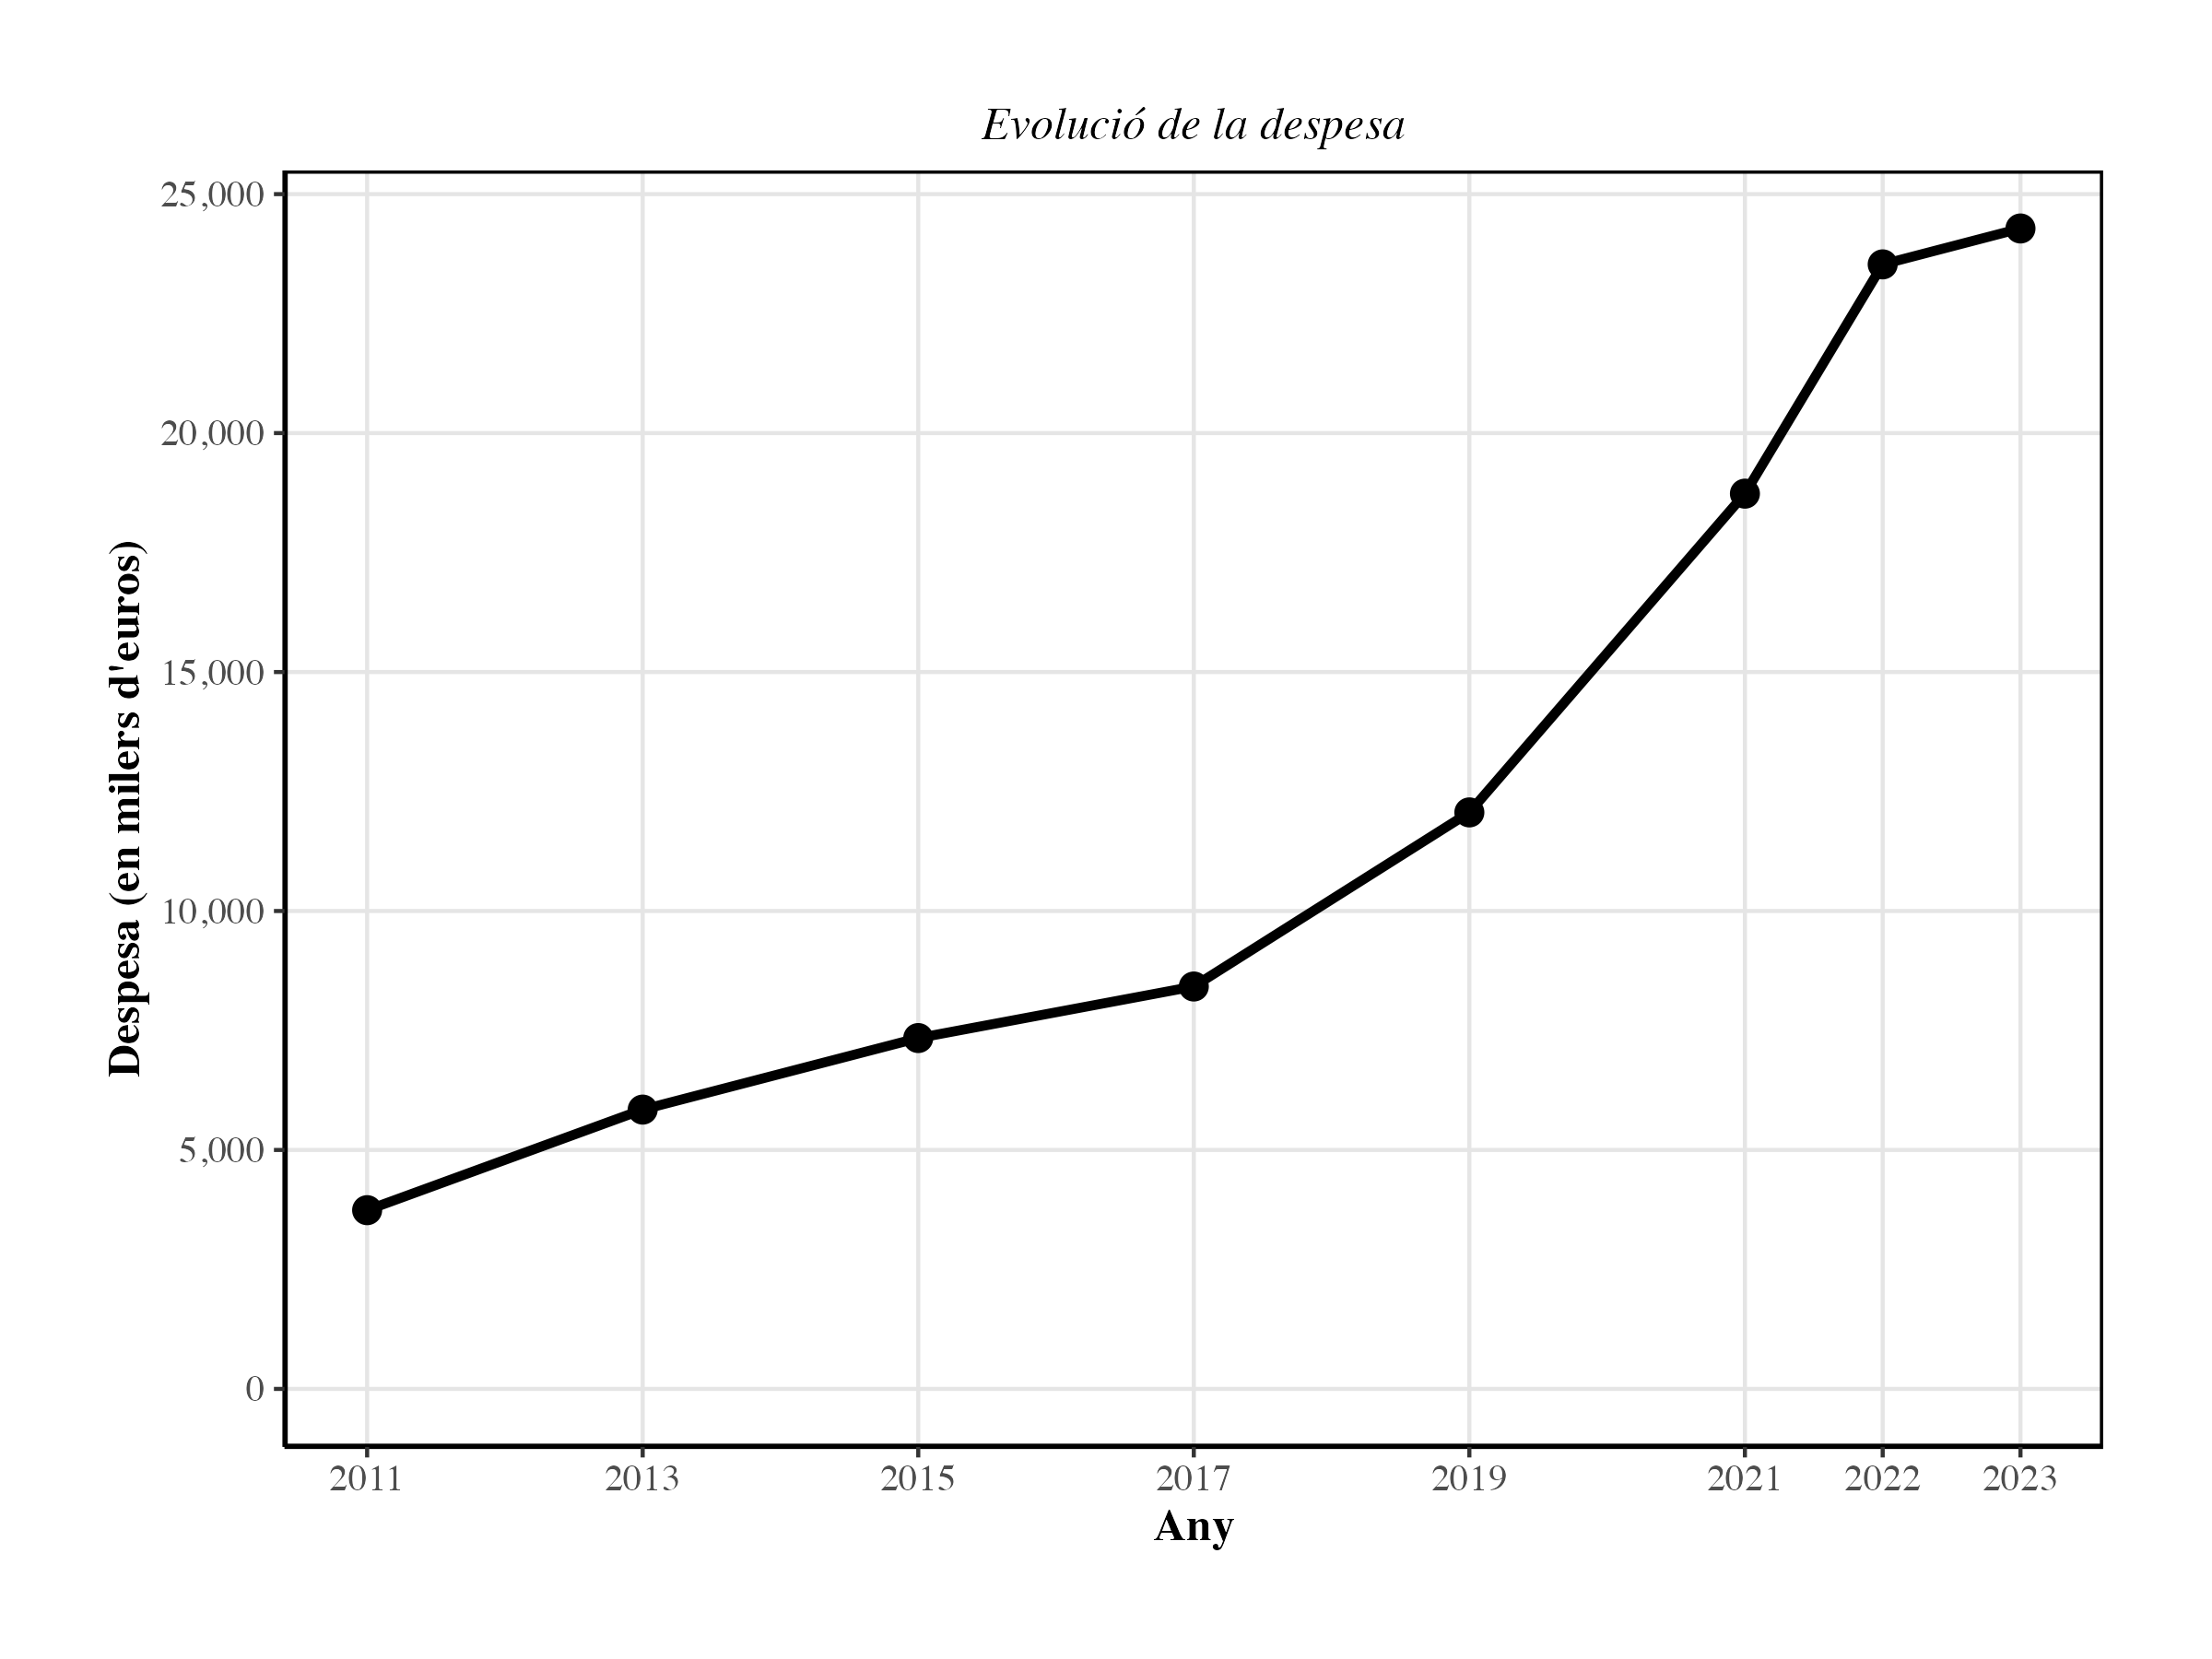 Evolució de la despesa
Despesa (en milers d'euros)
25,000
20,000
15,000
10,000
5,000
0
2011 2013 2015 2017 2019 2021 2022 2023
Any